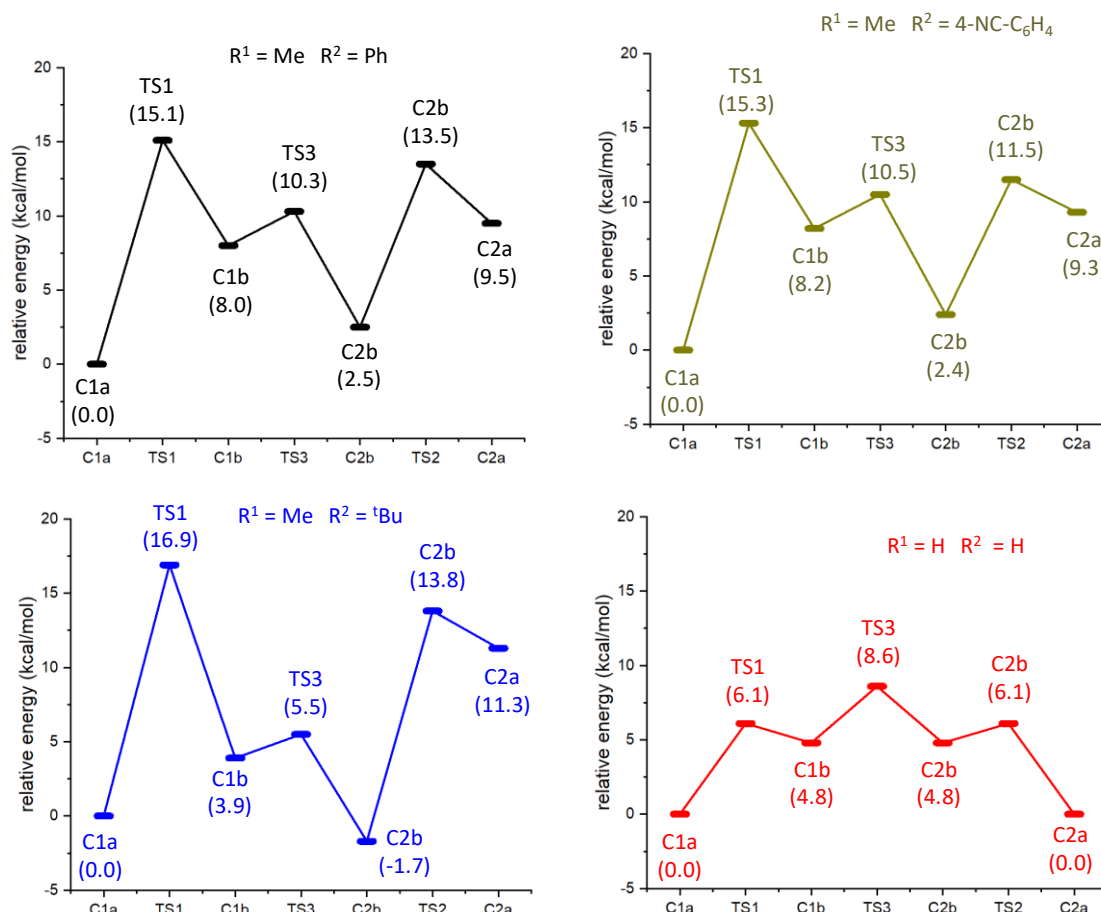 R¹ = Me R² = Ph
relative energy (kcal/mol)
20
15
10
5
0
-5
TS1
(15.1)
C2b
(13.5)
TS3
(10.3)
C1b
(8.0)
C2a
(9.5)
C2b
(2.5)
C1a
(0.0)
C1a TS1 C1b TS3 C2b TS2 C2a
R¹ = Me R² = 4-NC-C₆H₄
relative energy (kcal/mol)
20
15
10
5
0
-5
TS1
(15.3)
C2b
(11.5)
TS3
(10.5)
C1b
(8.2)
C2a
(9.3)
C2b
(2.4)
C1a
(0.0)
C1a TS1 C1b TS3 C2b TS2 C2a
R¹ = Me R² = ᵗBu
relative energy (kcal/mol)
20
15
10
5
0
-5
TS1
(16.9)
C2b
(13.8)
TS3
(5.5)
C2a
(11.3)
C1b
(3.9)
C2b
(-1.7)
C1a
(0.0)
C1a TS1 C1b TS3 C2b TS2 C2a
R¹ = H R² = H
relative energy (kcal/mol)
20
15
10
5
0
-5
TS3
(8.6)
TS1
(6.1)
C2b
(6.1)
C1b
(4.8)
C2b
(4.8)
C1a
(0.0)
C2a
(0.0)
C1a TS1 C1b TS3 C2b TS2 C2a